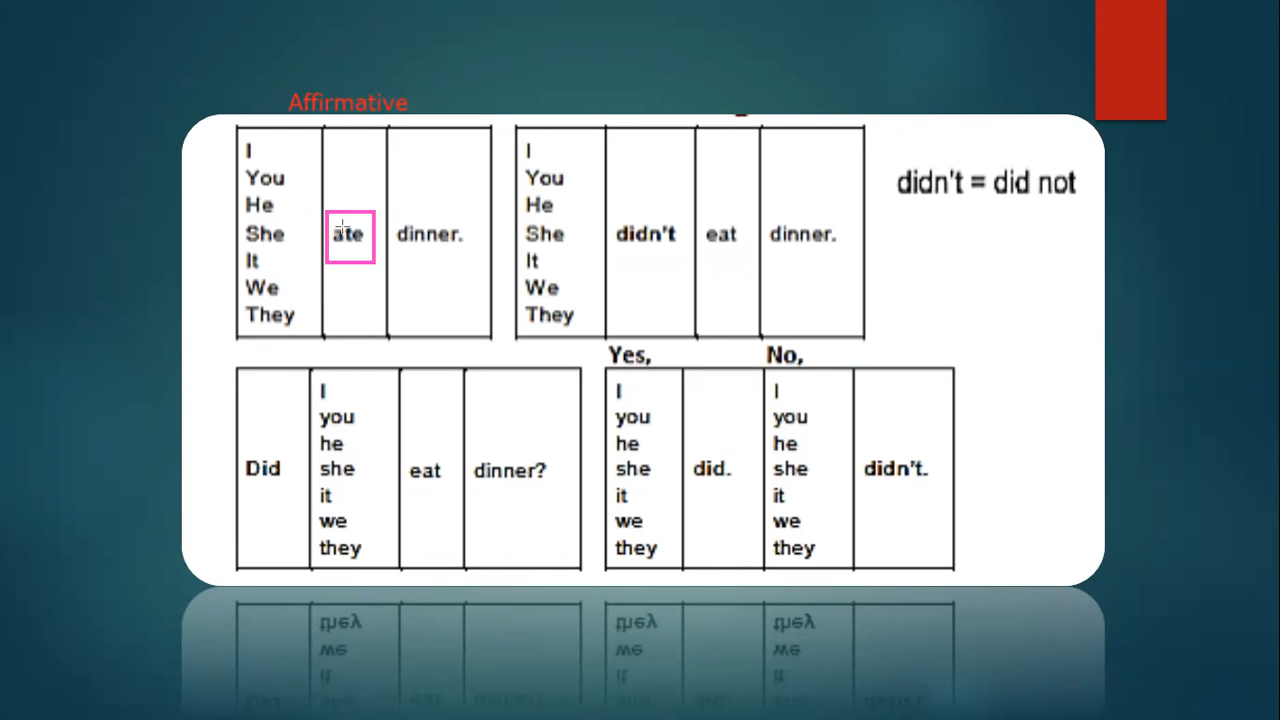 Affirmative
I
You
He
She ate dinner.
It
We
They
I
You
He
She didn't eat dinner.
It
We
They
didn't = did not
I
you
he
Did she eat dinner?
it
we
they
Yes, No,
I I
you you
he he
she did. she didn't.
it it
we we
they they